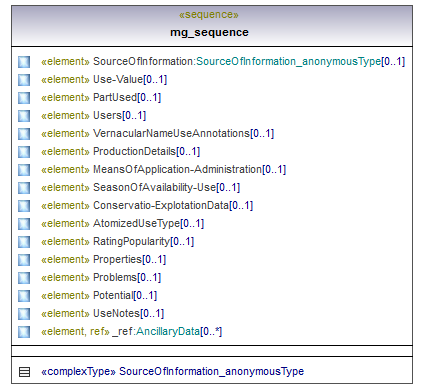 «sequence»
mg_sequence
«element» SourceOfInformation:SourceOfInformation_anonymousType[0..1]
«element» Use-Value[0..1]
«element» PartUsed[0..1]
«element» Users[0..1]
«element» VernacularNameUseAnnotations[0..1]
«element» ProductionDetails[0..1]
«element» MeansOfApplication-Administration[0..1]
«element» SeasonOfAvailability-Use[0..1]
«element» Conservatio-ExplotationData[0..1]
«element» AtomizedUseType[0..1]
«element» RatingPopularity[0..1]
«element» Properties[0..1]
«element» Problems[0..1]
«element» Potential[0..1]
«element» UseNotes[0..1]
«element, ref» _ref:AncillaryData[0..*]
«complexType» SourceOfInformation_anonymousType